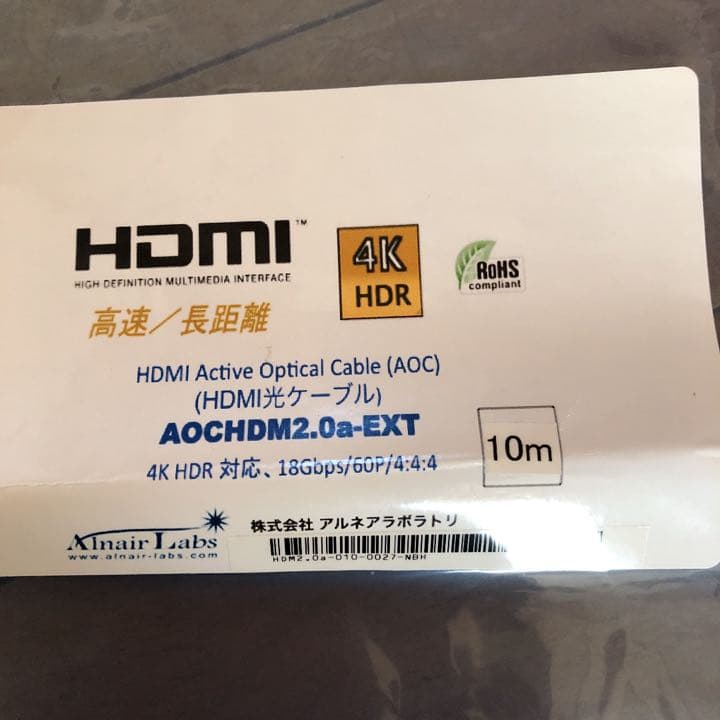 HDMI™
HIGH-DEFINITION MULTIMEDIA INTERFACE
4K
HDR
RoHS
compliant
高速／長距離
HDMI Active Optical Cable (AOC)
(HDMI光ケーブル)
AOCHDM2.0a-EXT
10m
4K HDR 対応、18Gbps/60P/4:4:4
Alnair Labs
www.alnair-labs.com
株式会社 アルネアラボラトリ
HDM2.0a-010-0027-NBH